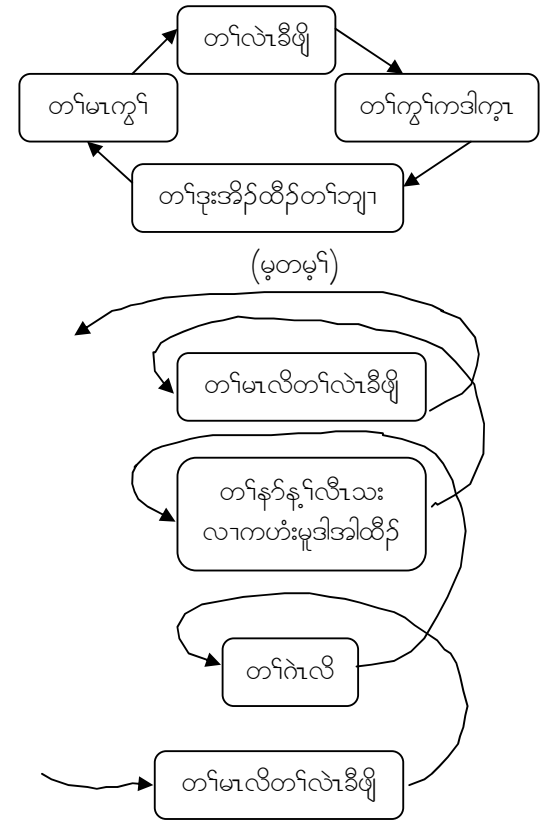 တၢ်လဲၤခီဖျိ
တၢ်မၤကွၢ်
တၢ်ကွၢ်ကဒါက့ၤ
တၢ်ဒုးအိၣ်ထီၣ်တၢ်ဘျၢ
(မ့တမ့ၢ်)
တၢ်မၤလိတၢ်လဲၤခီဖျိ
တၢ်နာ်န့ၢ်လီၤသး
လၢကဟံးမူဒါအါထီၣ်
တၢ်ဂဲၤလိ
တၢ်မၤလိတၢ်လဲၤခီဖျိ